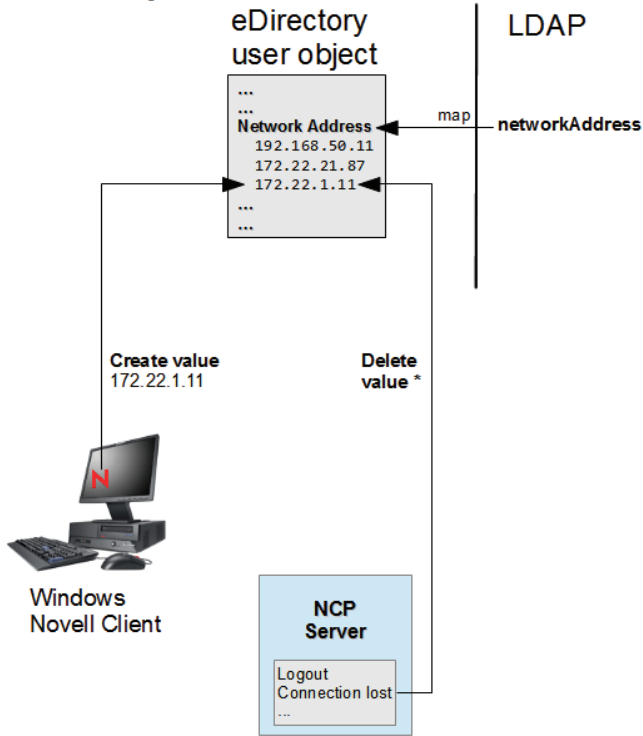 eDirectory
user object
LDAP
...
...
Network Address
192.168.50.11
172.22.21.87
172.22.1.11
...
...
map
networkAddress
Create value
172.22.1.11
Delete
value *
N
Windows
Novell Client
NCP
Server
Logout
Connection lost
...